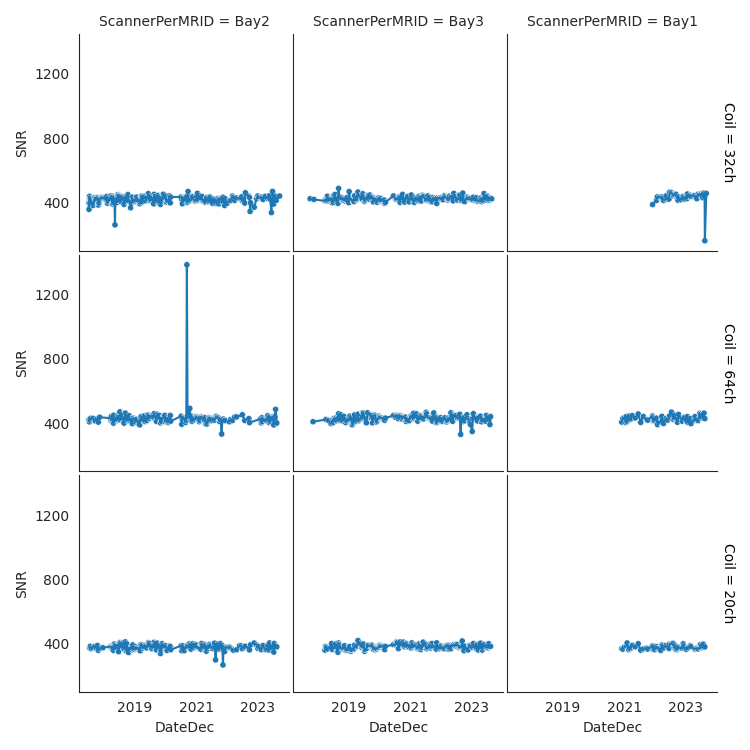 ScannerPerMRID = Bay2
ScannerPerMRID = Bay3
ScannerPerMRID = Bay1
1200
800
400
SNR
Coil = 32ch
1200
800
400
SNR
Coil = 64ch
1200
800
400
SNR
Coil = 20ch
2019 2021 2023
2019 2021 2023
2019 2021 2023
DateDec
DateDec
DateDec